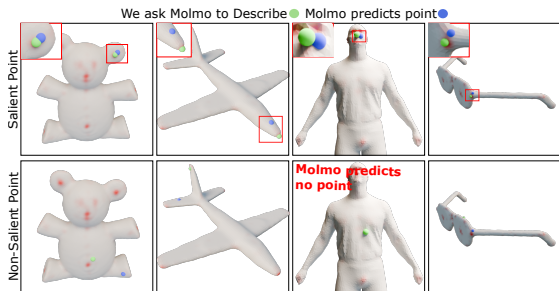 We ask Molmo to Describe Molmo predicts point
Salient Point
Molmo predicts
no point
Non-Salient Point